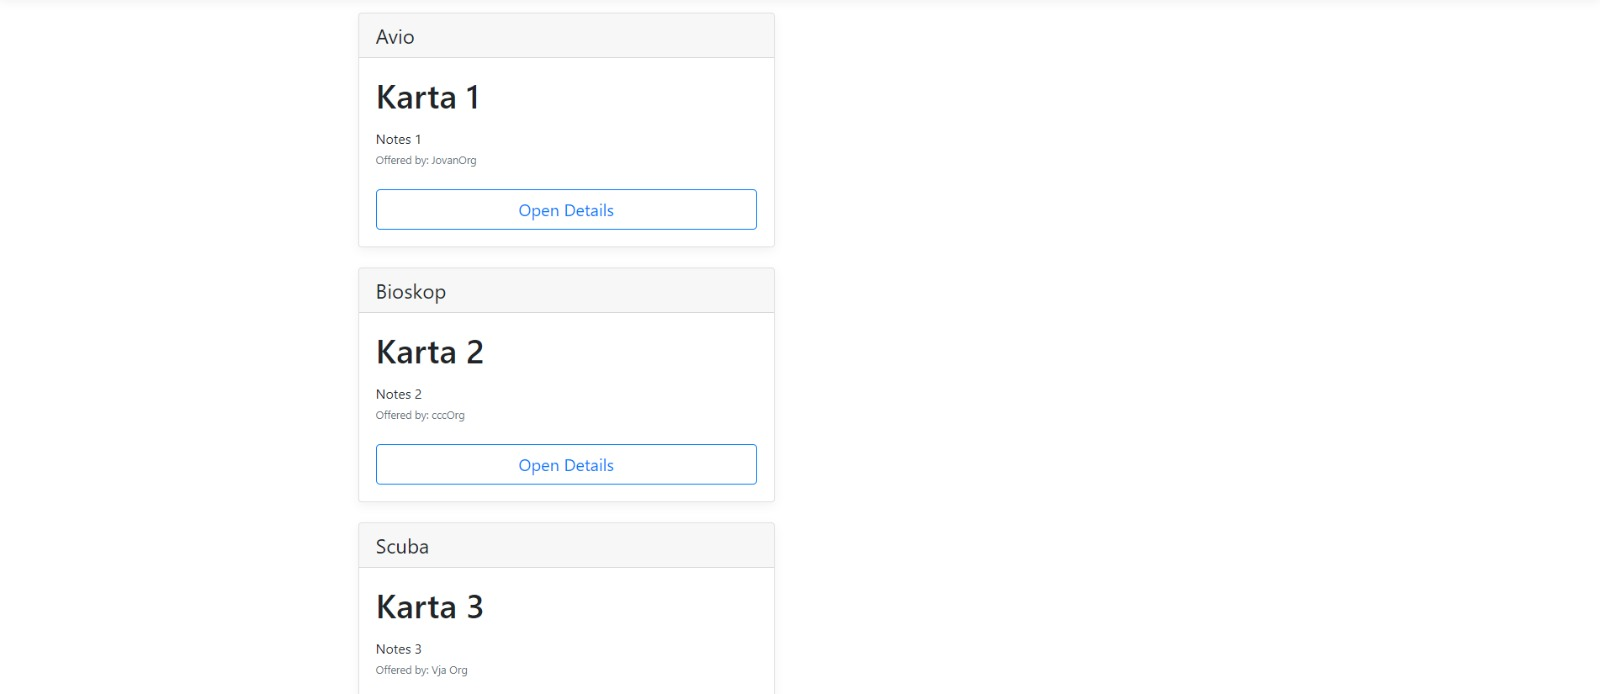 Avio
Karta 1
Notes 1
Offered by: JovanOrg
Open Details
Bioskop
Karta 2
Notes 2
Offered by: cccOrg
Open Details
Scuba
Karta 3
Notes 3
Offered by: Vja Org